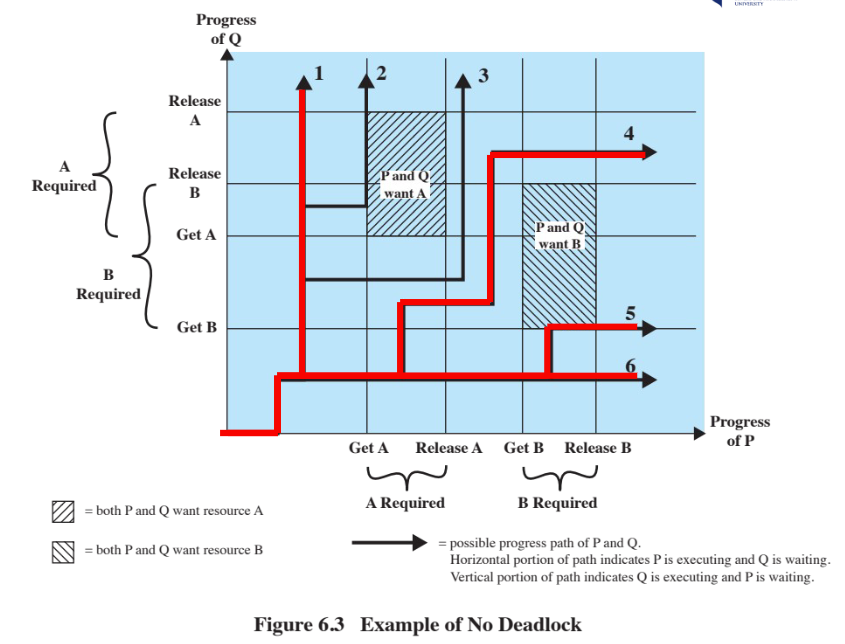 UNIVERSITY
Progress
of Q
1
2
3
Release
A
4
A
Required
Release
B
P and Q
want A
Get A
P and Q
want B
B
Required
Get B
5
6
Progress
of P
Get A
Release A
Get B
Release B
A Required
B Required
= both P and Q want resource A
= both P and Q want resource B
= possible progress path of P and Q.
Horizontal portion of path indicates P is executing and Q is waiting.
Vertical portion of path indicates Q is executing and P is waiting.
Figure 6.3 Example of No Deadlock